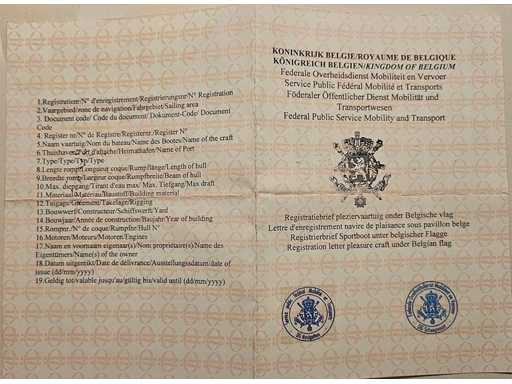 1.Registratienr/N° d'enregistrement/Registrierungsnr/N° Registration
2.Vaargebied/zone de navigation/Fahrgebiet/Sailing area
3. Document code/ Code du document/ Dokument-Code/ Document
Code
4. Register nr/N° de Registre/Registernr./Register N°
5. Naam vaartuig/Nom du bateau/Name des Bootes/Name of the craft
6. Thuishaven/Port d'attache/Heimathafen/Name of Port
7.Type/Type/Typ/Type
8. Lengte romp/Longueur coque/Rumpflänge/Length of hull
9.Breedte romp/Largeur coque/Rumpfbreite/Beam of hull
10. Max. diepgang/Tirant d'eau max/ Max. Tiefgang/Max draft
11. Materiaal/Matériau/Baustoff/Building material
12. Tuigage/Gréement/Takelage/Rigging
13. Bouwwerf/Constructeur/Schiffswerft/Yard
14. Bouwjaar/Année de construction/Baujahr/Year of building
15. Rompnr./N° de coque/Rumpfnr/Hull N°
16. Motoren/Moteurs/Motoren/Engines
17. Naam en voornaam eigenaar(s)/Nom propriétaire(s)/Name des
Eigentümers/Name(s) of the owner
18. Datum uitgereikt/Date de délivrance/Ausstellungsdatum/date of
issue (dd/mm/yyyy)
19. Geldig tot/valable jusqu'au/gültig bis/valid until (dd/mm/yyyy)
KONINKRIJK BELGIE/ROYAUME DE BELGIQUE
KÖNIGREICH BELGIEN/KINGDOM OF BELGIUM
Federale Overheidsdienst Mobiliteit en Vervoer
Service Public Fédéral Mobilité et Transports
Föderaler Öffentlicher Dienst Mobilität und
Transportwesen
Federal Public Service Mobility and Transport
Registratiebrief pleziervaartuig onder Belgische vlag
Lettre d'enregistrement navire de plaisance sous pavillon belge
Registrierbrief Sportboot unter belgischer Flagge
Registration letter pleasure craft under Belgian flag